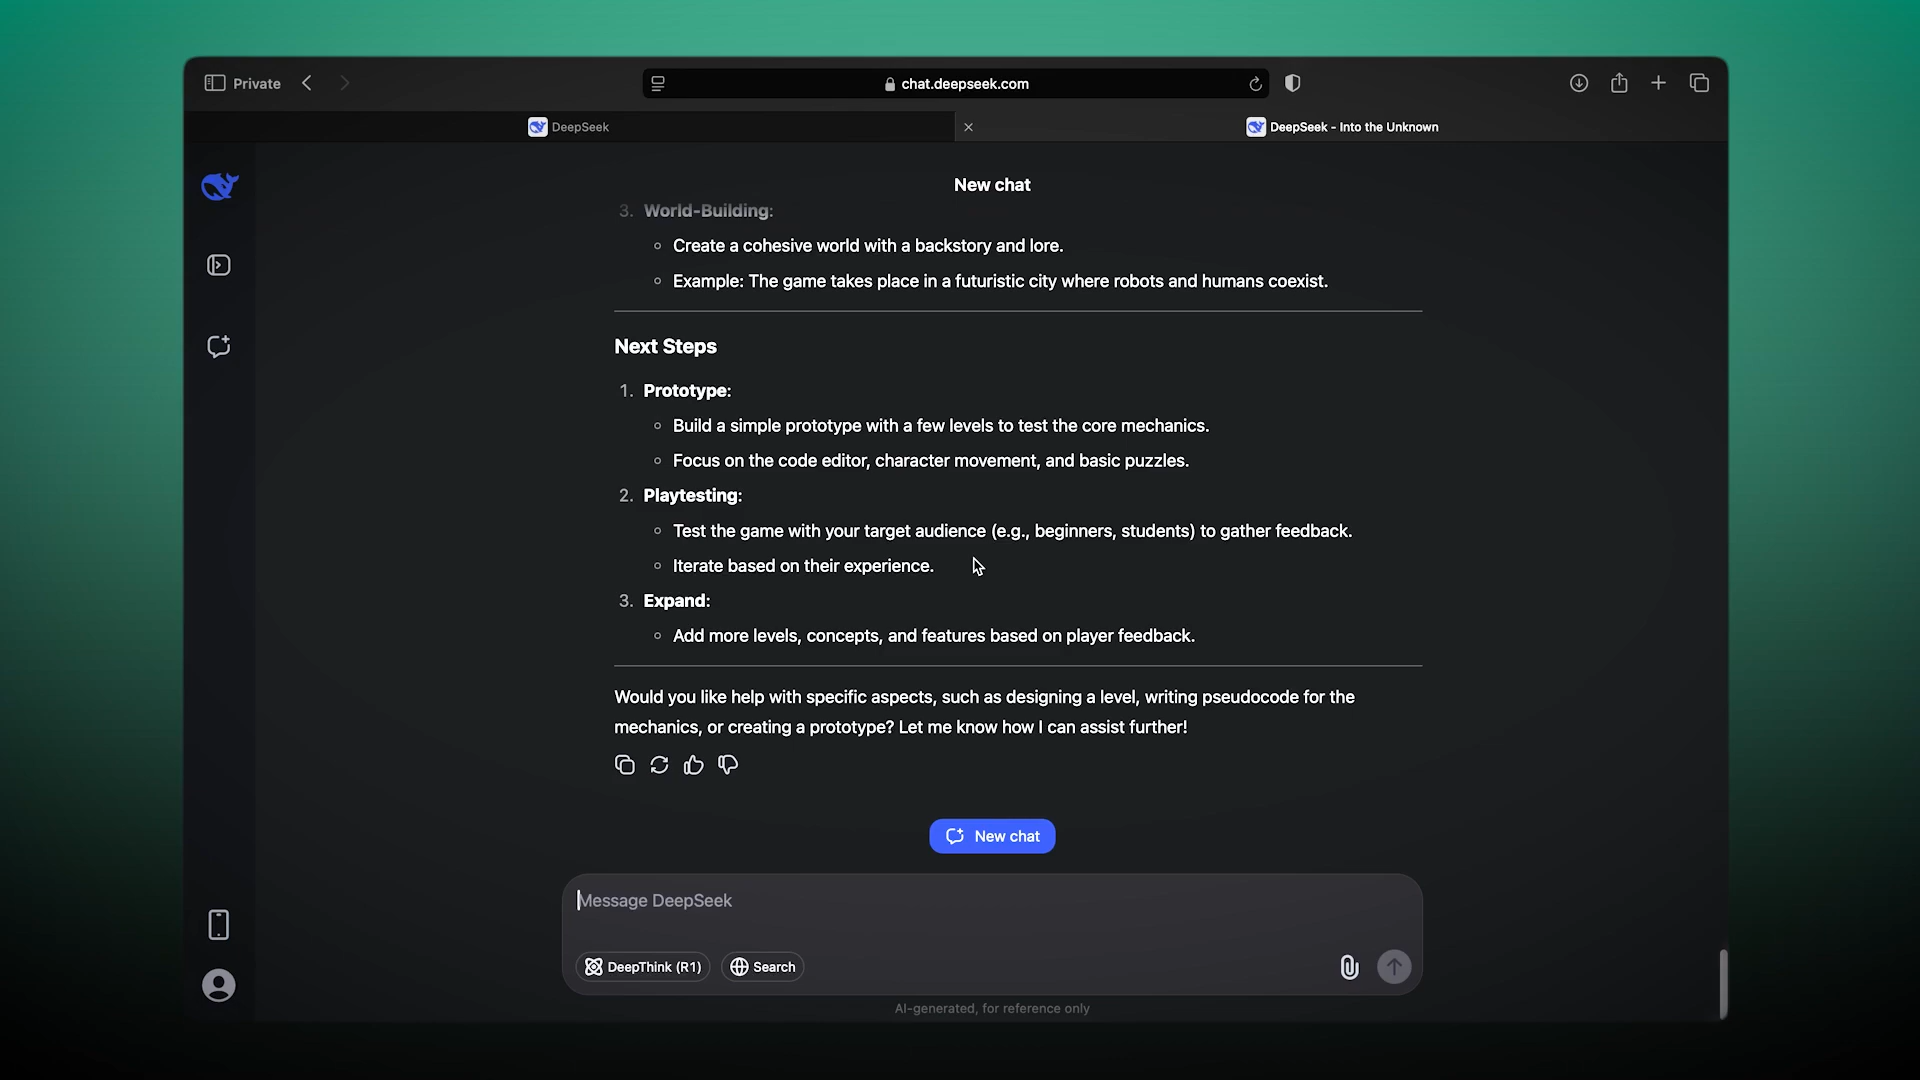 Private
chat.deepseek.com
DeepSeek
DeepSeek - Into the Unknown
New chat
3. World-Building:
Create a cohesive world with a backstory and lore.
Example: The game takes place in a futuristic city where robots and humans coexist.
Next Steps
1. Prototype:
Build a simple prototype with a few levels to test the core mechanics.
Focus on the code editor, character movement, and basic puzzles.
2. Playtesting:
Test the game with your target audience (e.g., beginners, students) to gather feedback.
Iterate based on their experience.
3. Expand:
Add more levels, concepts, and features based on player feedback.
Would you like help with specific aspects, such as designing a level, writing pseudocode for the
mechanics, or creating a prototype? Let me know how I can assist further!
New chat
Message DeepSeek
DeepThink (R1)
Search
AI-generated, for reference only